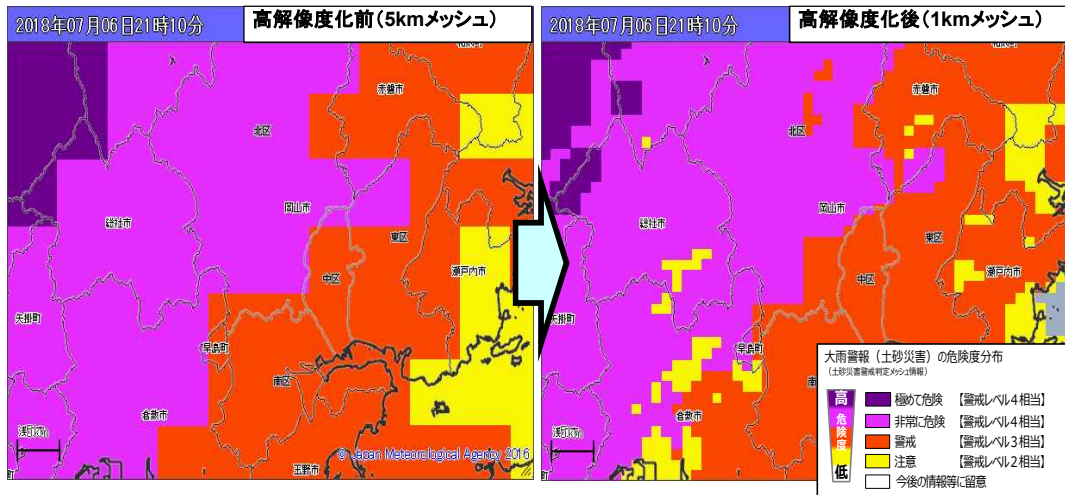 2018年07月06日21時10分
高解像度化前(5kmメッシュ)
赤磐市
北区
岡山市
総社市
東区
中区
瀬戸内市
矢掛町
早島町
南区
倉敷市
浅口市
玉野市
© Japan Meteorological Agency 2016
2018年07月06日21時10分
高解像度化後(1kmメッシュ)
赤磐市
北区
岡山市
総社市
東区
中区
瀬戸内市
矢掛町
早島町
倉敷市
大雨警報(土砂災害)の危険度分布
(土砂災害警戒判定メッシュ情報)
高
危険度
低
極めて危険 【警戒レベル4相当】
非常に危険 【警戒レベル4相当】
警戒 【警戒レベル3相当】
注意 【警戒レベル2相当】
今後の情報等に留意